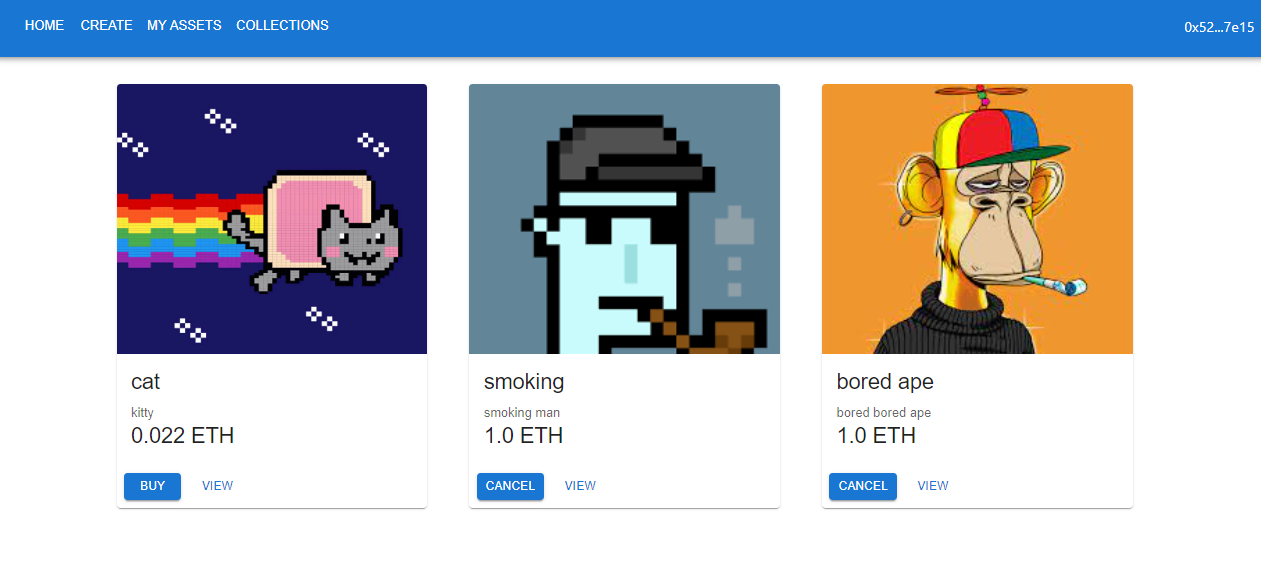 HOME CREATE MY ASSETS COLLECTIONS 0x52...7e15
cat
kitty
0.022 ETH
BUY VIEW
smoking
smoking man
1.0 ETH
CANCEL VIEW
bored ape
bored bored ape
1.0 ETH
CANCEL VIEW